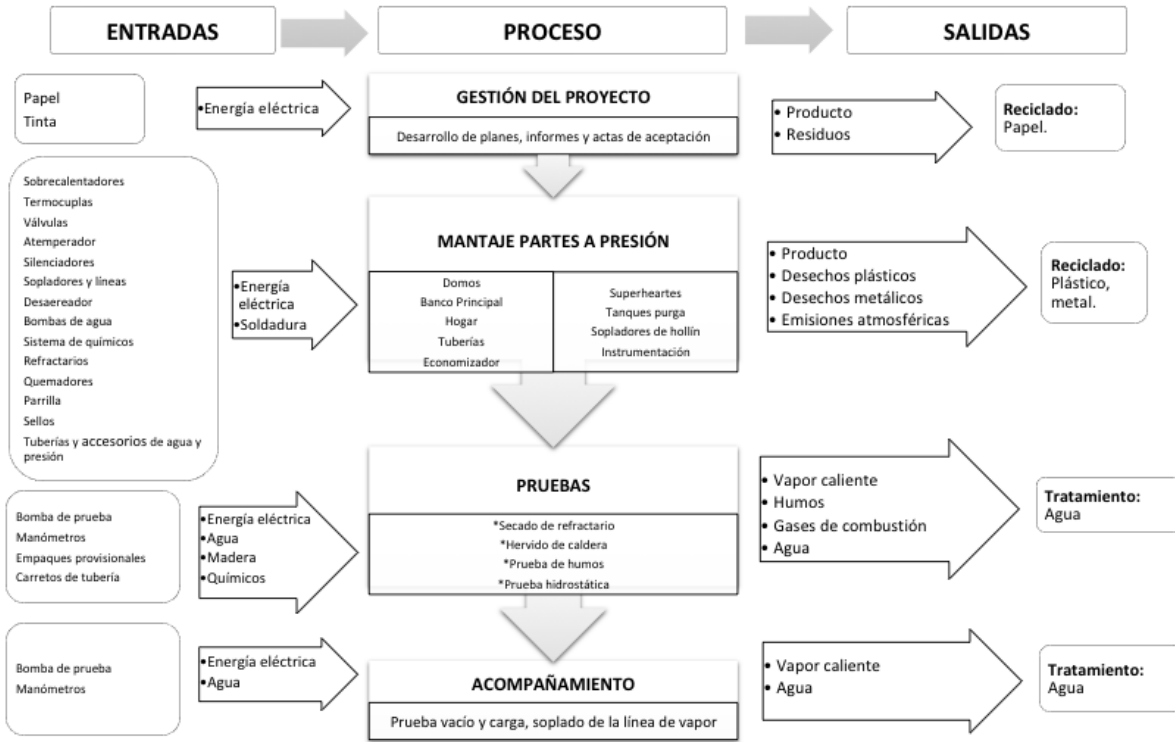 ENTRADAS
PROCESO
SALIDAS
Papel
Tinta
•Energía eléctrica
GESTIÓN DEL PROYECTO
Desarrollo de planes, informes y actas de aceptación
• Producto
• Residuos
Reciclado:
Papel.
Sobrecalentadores
Termocuplas
Válvulas
Atemperador
Silenciadores
Sopladores y líneas
Desaereador
Bombas de agua
Sistema de químicos
Refractarios
Quemadores
Parrilla
Sellos
Tuberías y accesorios de agua y
presión
•Energía
eléctrica
•Soldadura
MANTAJE PARTES A PRESIÓN
Domos
Banco Principal
Hogar
Tuberías
Economizador
Superheartes
Tanques purga
Sopladores de hollín
Instrumentación
• Producto
• Desechos plásticos
• Desechos metálicos
• Emisiones atmosféricas
Reciclado:
Plástico,
metal.
Bomba de prueba
Manómetros
Empaques provisionales
Carretos de tubería
•Energía eléctrica
•Agua
•Madera
•Químicos
PRUEBAS
*Secado de refractario
*Hervido de caldera
*Prueba de humos
*Prueba hidrostática
• Vapor caliente
• Humos
• Gases de combustión
• Agua
Tratamiento:
Agua
Bomba de prueba
Manómetros
•Energía eléctrica
•Agua
ACOMPAÑAMIENTO
Prueba vacío y carga, soplado de la línea de vapor
• Vapor caliente
• Agua
Tratamiento:
Agua